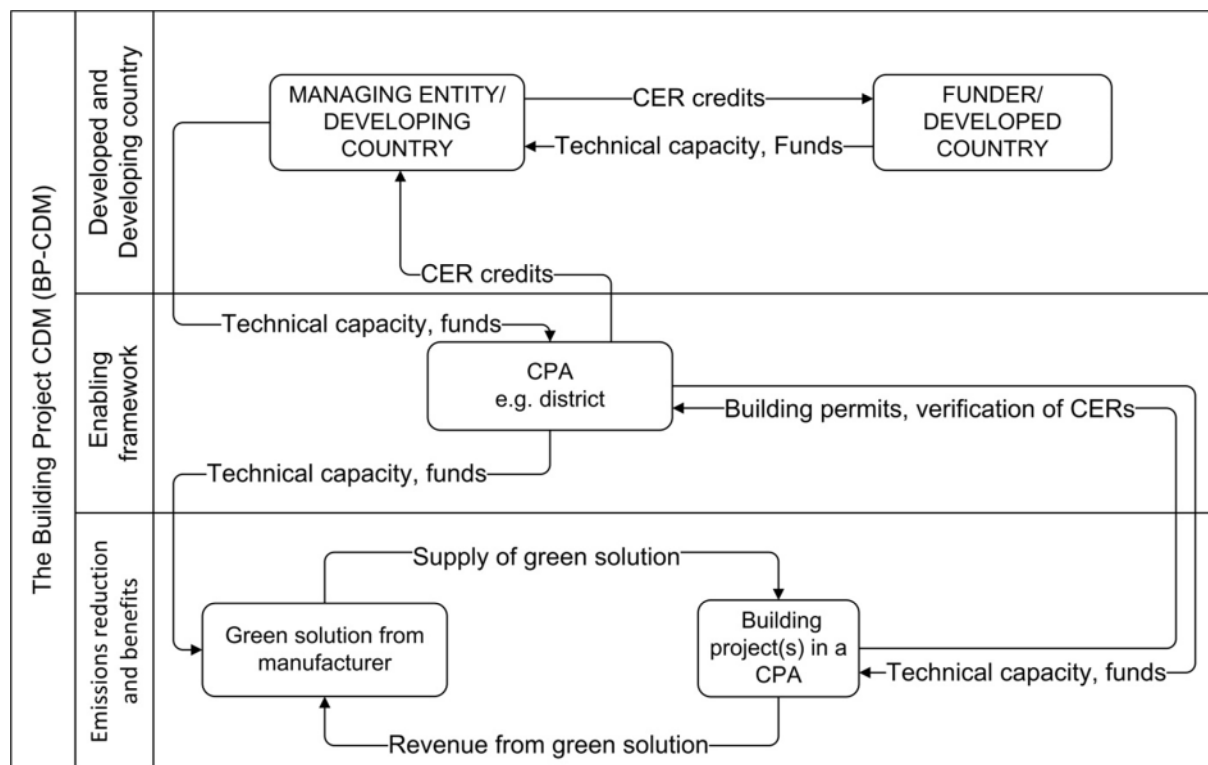 The Building Project CDM (BP-CDM)
Developed and
Developing country
MANAGING ENTITY/
DEVELOPING
COUNTRY
CER credits
Technical capacity, Funds
FUNDER/
DEVELOPED
COUNTRY
CER credits
Enabling
framework
Technical capacity, funds
CPA
e.g. district
Building permits, verification of CERs
Technical capacity, funds
Emissions reduction
and benefits
Supply of green solution
Green solution from
manufacturer
Building
project(s) in a
CPA
Technical capacity, funds
Revenue from green solution